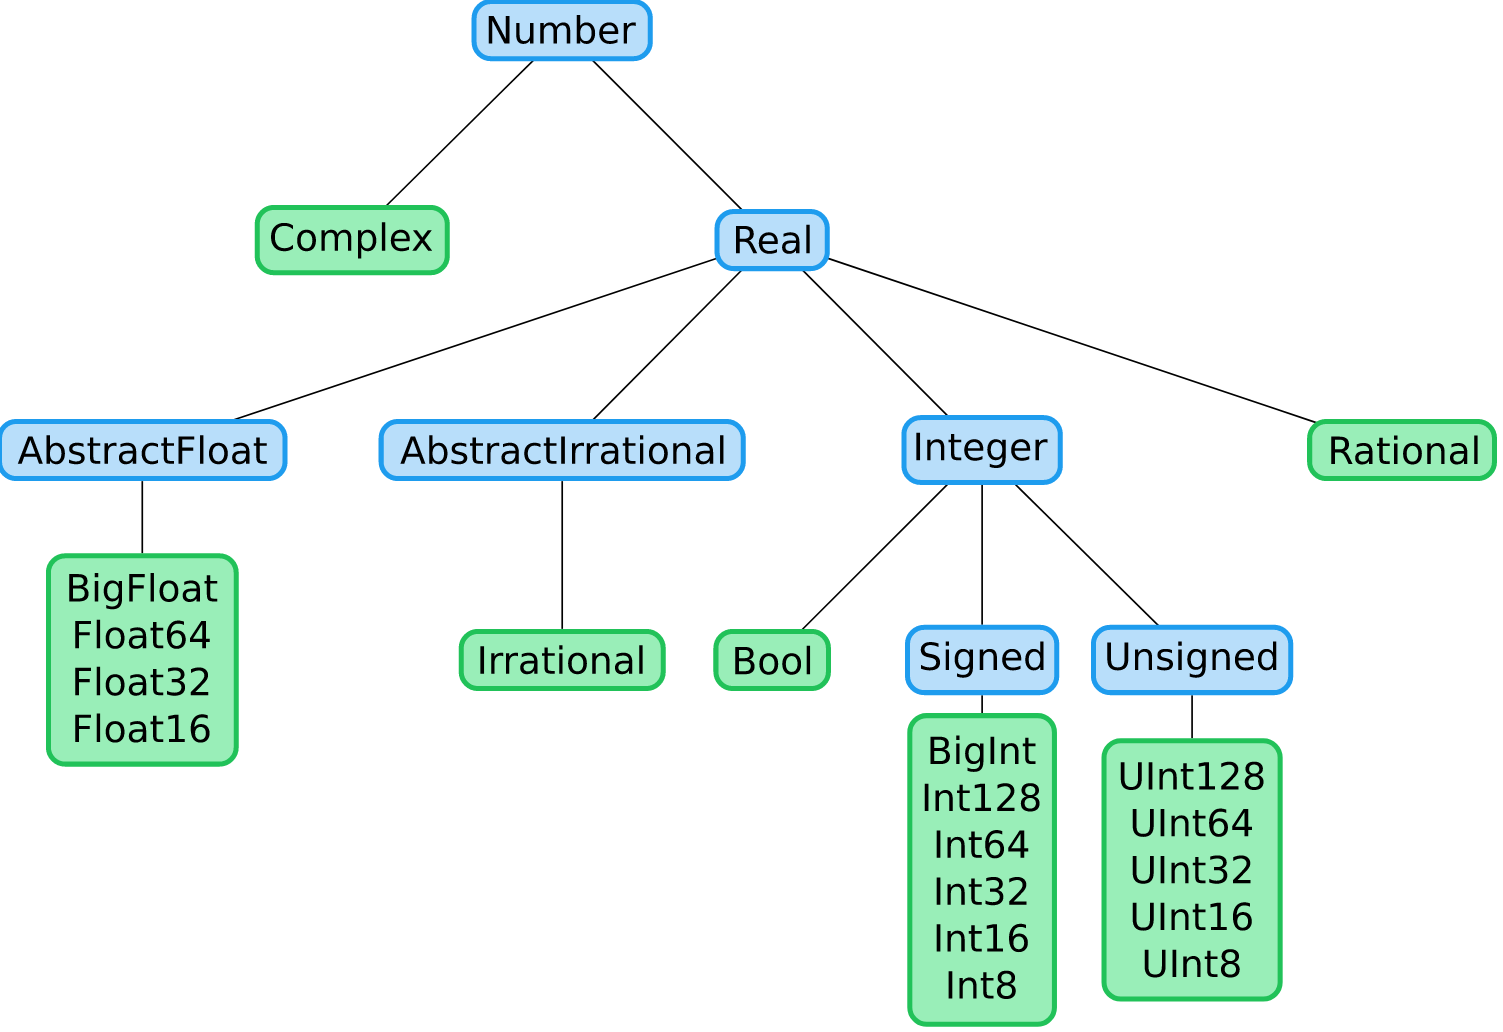 Number
Complex
Real
AbstractFloat
AbstractIrrational
Integer
Rational
BigFloat
Float64
Float32
Float16
Irrational
Bool
Signed
Unsigned
BigInt
Int128
Int64
Int32
Int16
Int8
UInt128
UInt64
UInt32
UInt16
UInt8